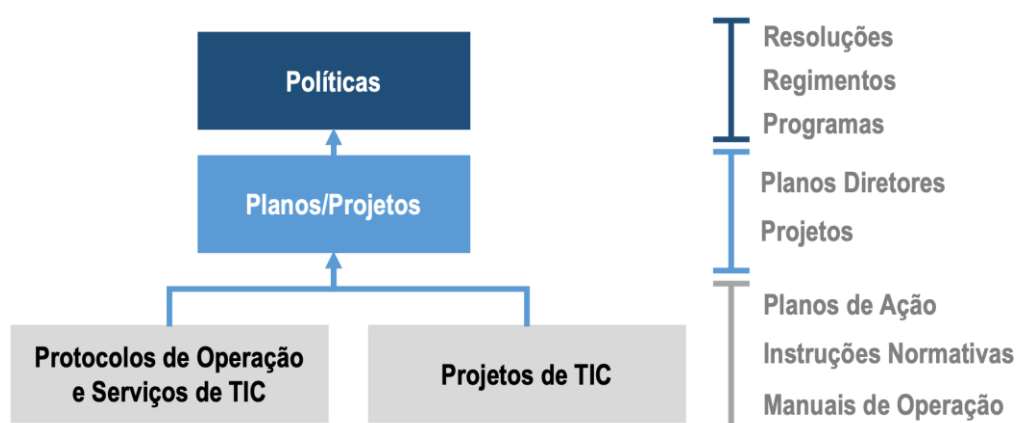 Políticas
Planos/Projetos
Protocolos de Operação
e Serviços de TIC
Projetos de TIC
Resoluções
Regimentos
Programas
Planos Diretores
Projetos
Planos de Ação
Instruções Normativas
Manuais de Operação